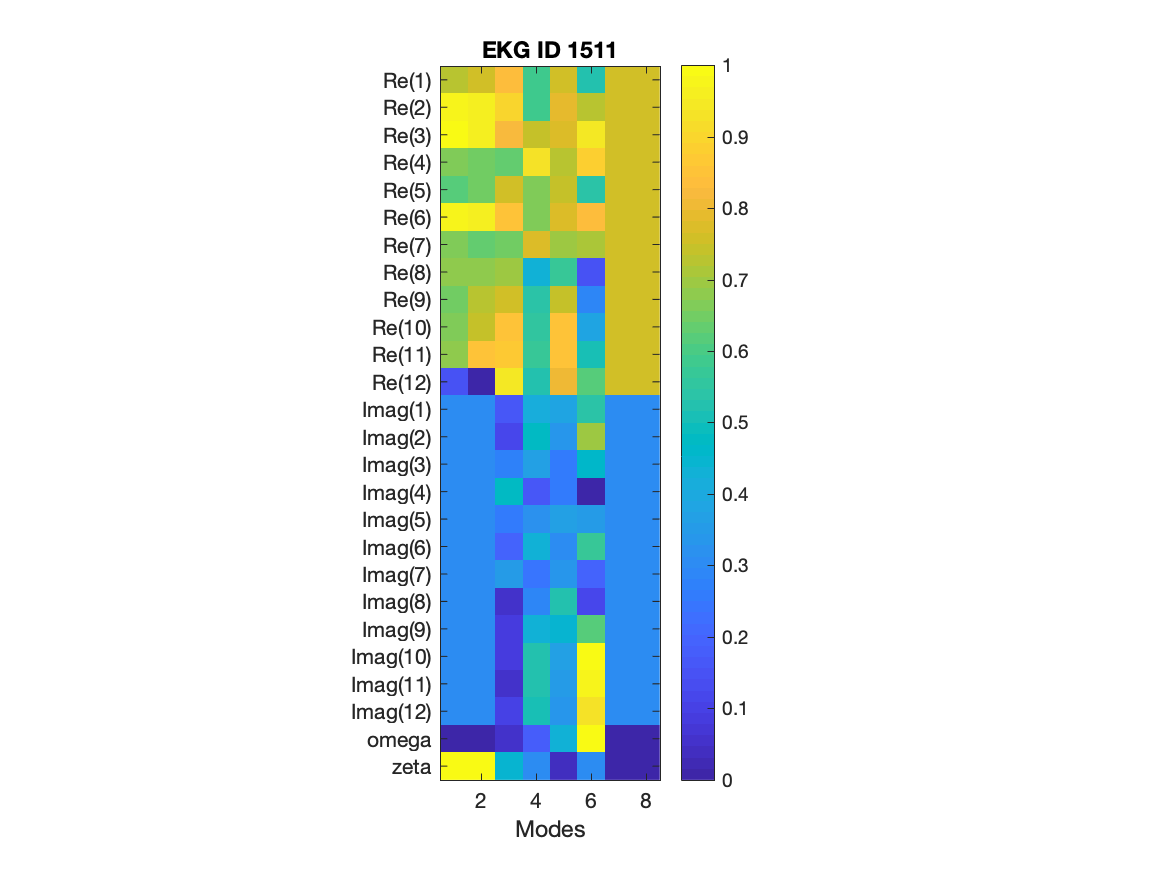 EKG ID 1511
Re(1)
Re(2)
Re(3)
Re(4)
Re(5)
Re(6)
Re(7)
Re(8)
Re(9)
Re(10)
Re(11)
Re(12)
Imag(1)
Imag(2)
Imag(3)
Imag(4)
Imag(5)
Imag(6)
Imag(7)
Imag(8)
Imag(9)
Imag(10)
Imag(11)
Imag(12)
omega
zeta
2 4 6 8
Modes
1
0.9
0.8
0.7
0.6
0.5
0.4
0.3
0.2
0.1
0